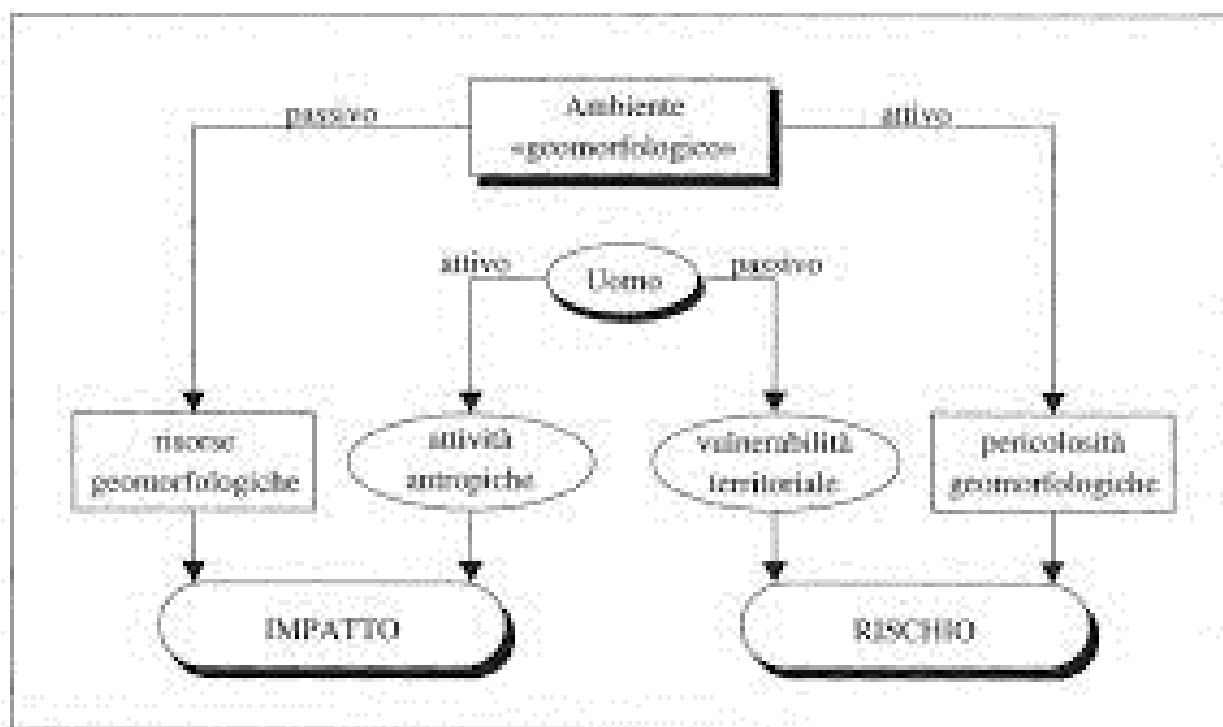 Ambiente
passivo
attivo
«geomorfologico»
attivo
Uomo
passivo
risorse
geomorfologiche
attività
antropiche
vulnerabilità
territoriale
pericolosità
geomorfologiche
IMPATTO
RISCHIO